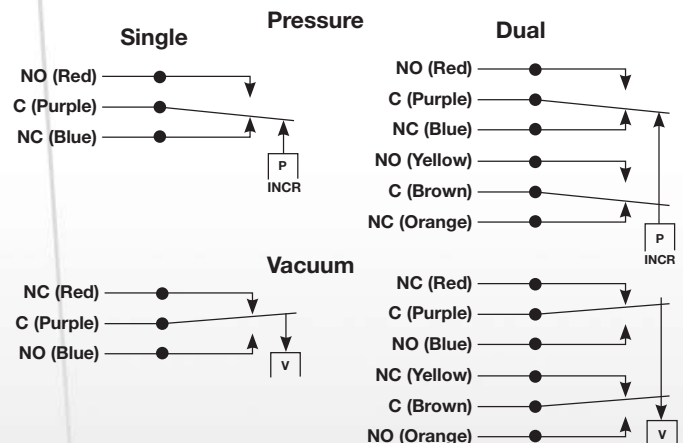 Pressure
Single
NO (Red)
C (Purple)
NC (Blue)
P
INCR
Dual
NO (Red)
C (Purple)
NC (Blue)
NO (Yellow)
C (Brown)
NC (Orange)
P
INCR
Vacuum
NC (Red)
C (Purple)
NO (Blue)
V
NC (Red)
C (Purple)
NO (Blue)
NC (Yellow)
C (Brown)
NO (Orange)
V